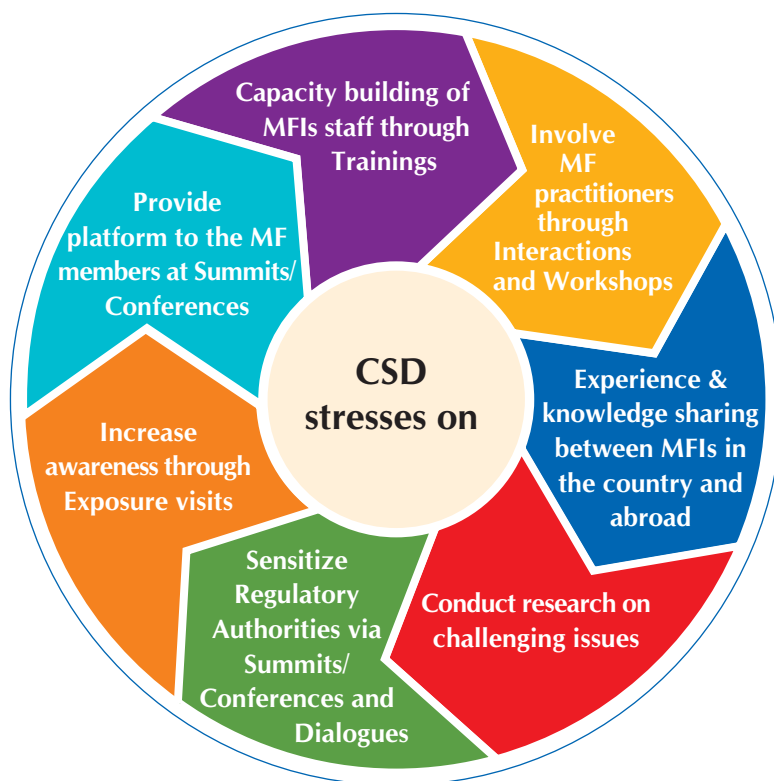 CSD
stresses on
Capacity building of
MFIs staff through
Trainings
Involve
MF
practitioners
through
Interactions
and Workshops
Experience &
knowledge sharing
between MFIs in
the country and
abroad
Conduct research on
challenging issues
Sensitize
Regulatory
Authorities via
Summits/
Conferences and
Dialogues
Increase
awareness through
Exposure visits
Provide
platform to the MF
members at Summits/
Conferences